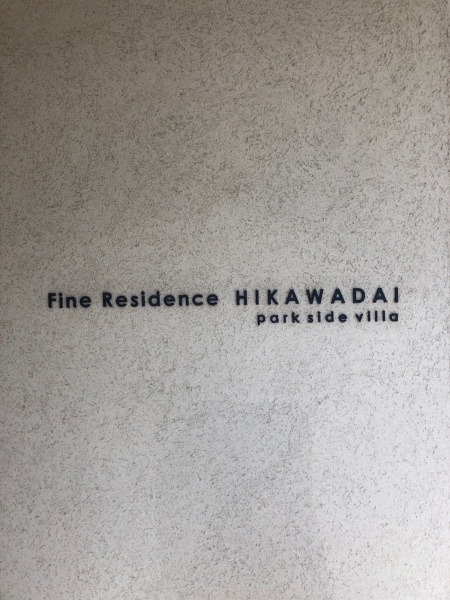 Fine Residence HIKAWADAI
park side villa